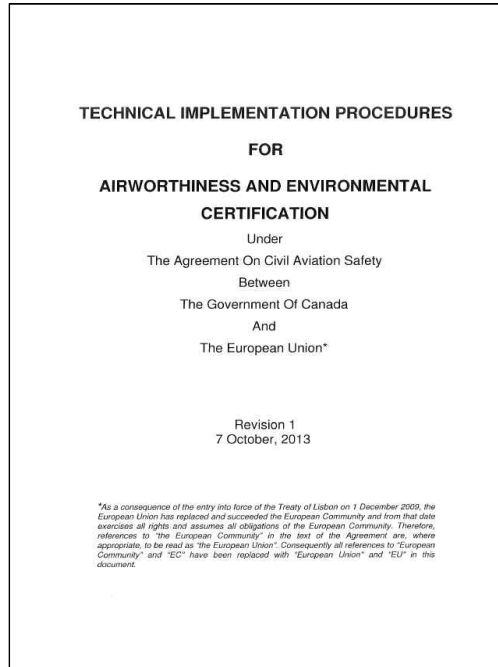 TECHNICAL IMPLEMENTATION PROCEDURES
FOR
AIRWORTHINESS AND ENVIRONMENTAL
CERTIFICATION
Under
The Agreement On Civil Aviation Safety
Between
The Government Of Canada
And
The European Union*
Revision 1
7 October, 2013
*As a consequence of the entry into force of the Treaty of Lisbon on 1 December 2009, the
European Union has replaced and succeeded the European Community and from that date
exercises all rights and assumes all obligations of the European Community. Therefore,
references to "the European Community" in the text of the Agreement are, where
appropriate, to be read as "the European Union". Consequently all references to "European
Community" and "EC" have been replaced with "European Union" and "EU" in this
document.